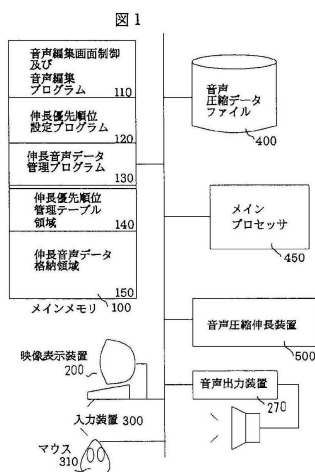 図1
音声編集画面制御
及び
音声編集
プログラム
110
伸長優先順位
設定プログラム
120
伸長音声データ
管理プログラム
130
伸長優先順位
管理テーブル
領域
140
伸長音声データ
格納領域
150
メインメモリ
100
音声
圧縮データ
ファイル
400
メイン
プロセッサ
450
音声圧縮伸長装置
500
映像表示装置
200
音声出力装置
270
入力装置 300
マウス
310